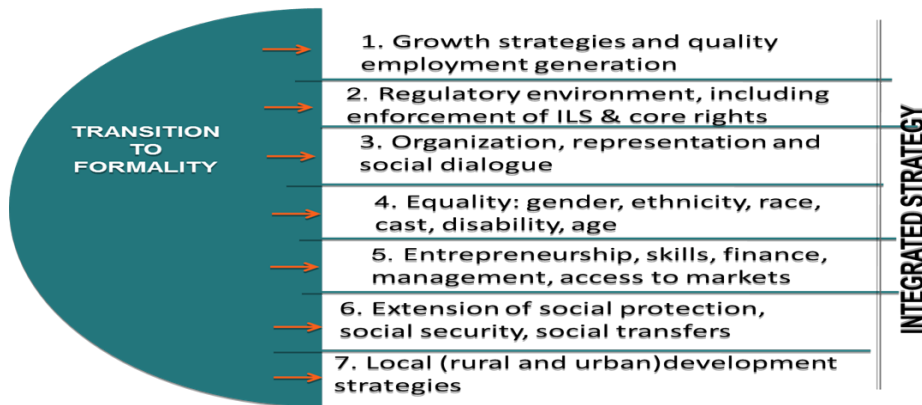 TRANSITION
TO
FORMALITY
1. Growth strategies and quality
employment generation
2. Regulatory environment, including
enforcement of ILS & core rights
3. Organization, representation and
social dialogue
4. Equality: gender, ethnicity, race,
cast, disability, age
5. Entrepreneurship, skills, finance,
management, access to markets
6. Extension of social protection,
social security, social transfers
7. Local (rural and urban)development
strategies
INTEGRATED STRATEGY